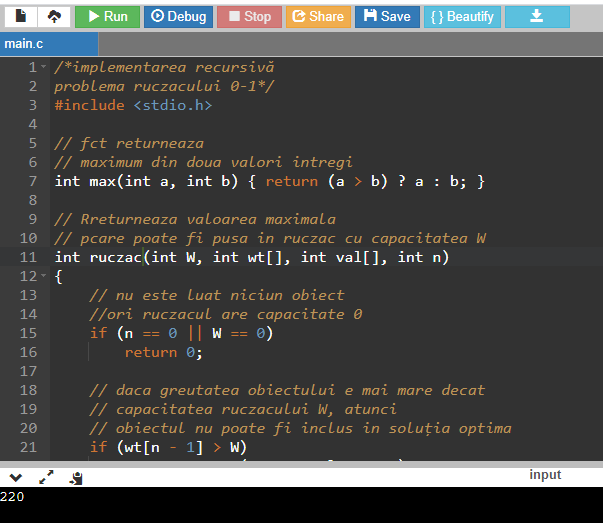 Run Debug Stop Share Save { } Beautify
main.c
1 /*implementarea recursivă
2 problema ruczacului 0-1*/
3 #include <stdio.h>
4
5 // fct returneaza
6 // maximum din doua valori intregi
7 int max(int a, int b) { return (a > b) ? a : b; }
8
9 // Rreturneaza valoarea maximala
10 // pcare poate fi pusa in ruczac cu capacitatea W
11 int ruczac(int W, int wt[], int val[], int n)
12 {
13 // nu este luat niciun obiect
14 //ori ruczacul are capacitate 0
15 if (n == 0 || W == 0)
16 return 0;
17
18 // daca greutatea obiectului e mai mare decat
19 // capacitatea ruczacului W, atunci
20 // obiectul nu poate fi inclus in soluția optima
21 if (wt[n - 1] > W)
input
220